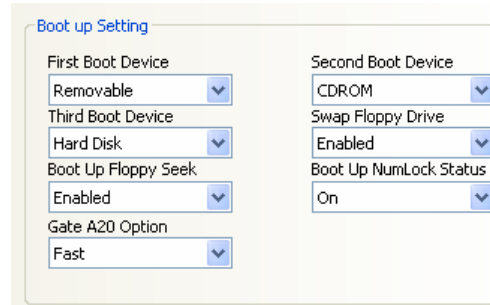 Boot up Setting
First Boot Device
Second Boot Device
Removable
CDROM
Third Boot Device
Swap Floppy Drive
Hard Disk
Enabled
Boot Up Floppy Seek
Boot Up NumLock Status
Enabled
On
Gate A20 Option
Fast